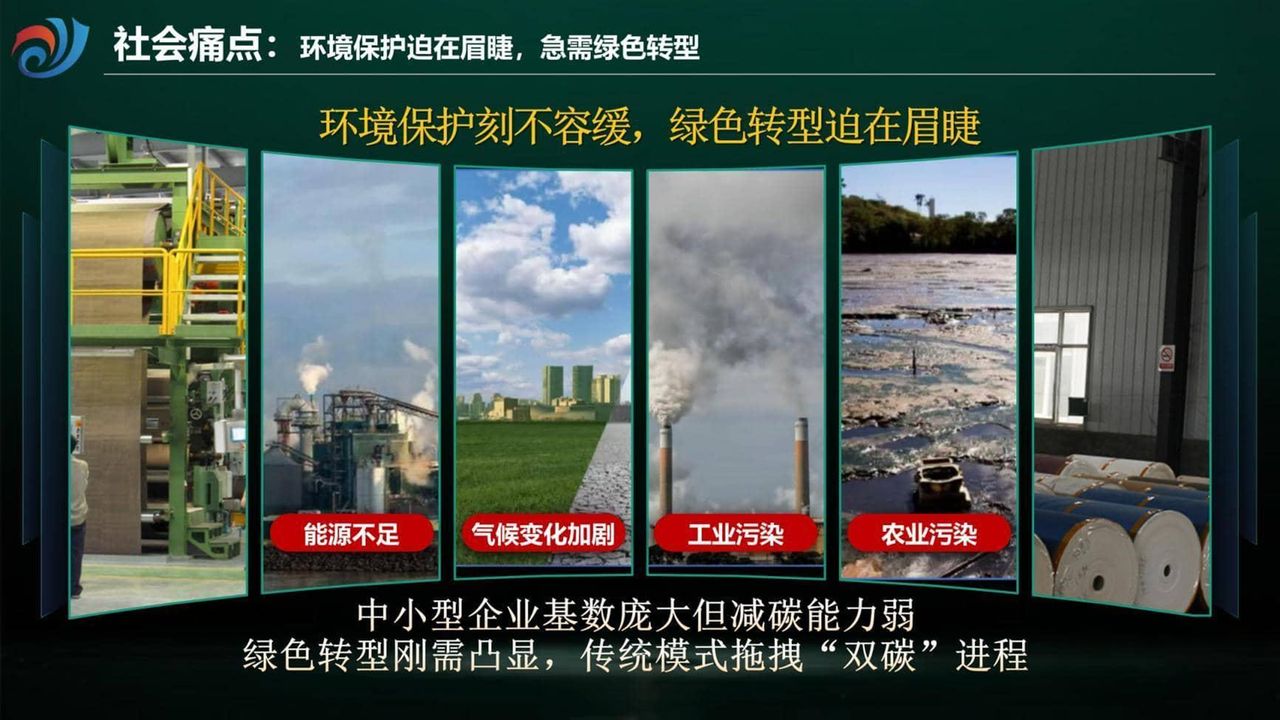 社会痛点：环境保护迫在眉睫，急需绿色转型
环境保护刻不容缓，绿色转型迫在眉睫
能源不足
气候变化加剧
工业污染
农业污染
中小型企业基数庞大但减碳能力弱
绿色转型刚需凸显，传统模式拖拽“双碳”进程